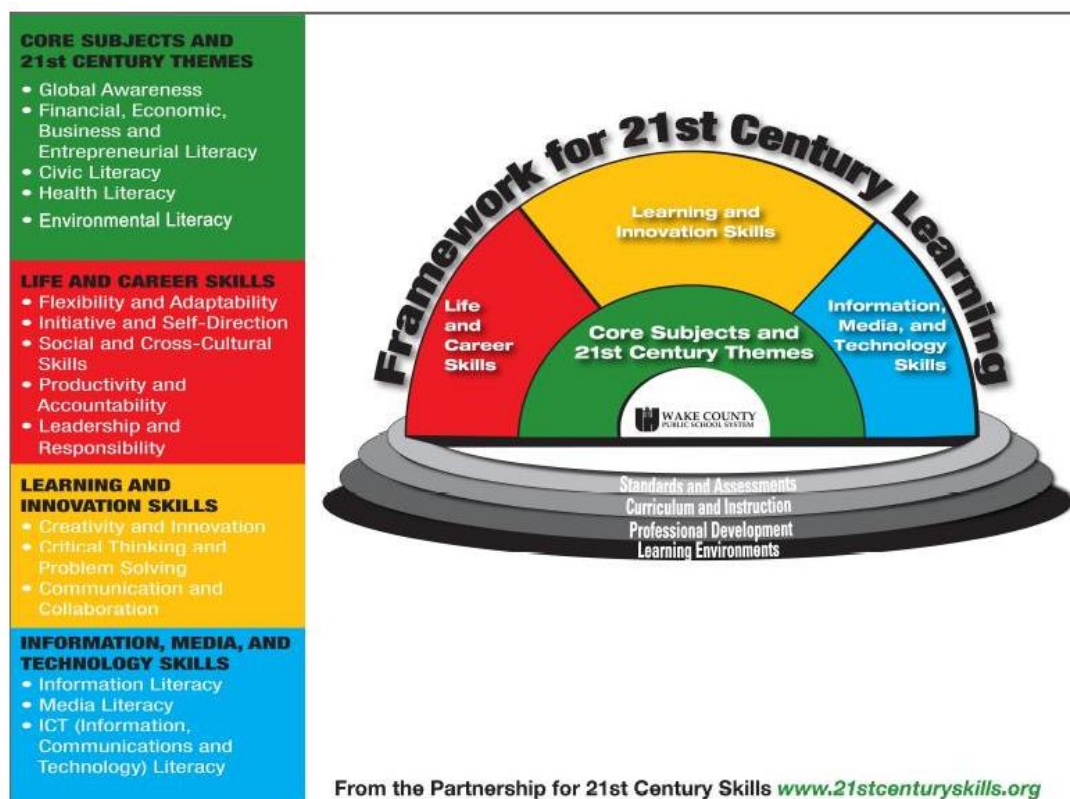 CORE SUBJECTS AND
21st CENTURY THEMES
• Global Awareness
• Financial, Economic,
Business and
Entrepreneurial Literacy
• Civic Literacy
• Health Literacy
• Environmental Literacy
LIFE AND CAREER SKILLS
• Flexibility and Adaptability
• Initiative and Self-Direction
• Social and Cross-Cultural
Skills
• Productivity and
Accountability
• Leadership and
Responsibility
LEARNING AND
INNOVATION SKILLS
• Creativity and Innovation
• Critical Thinking and
Problem Solving
• Communication and
Collaboration
INFORMATION, MEDIA, AND
TECHNOLOGY SKILLS
• Information Literacy
• Media Literacy
• ICT (Information,
Communications and
Technology) Literacy
Framework for 21st Century Learning
Learning and
Innovation Skills
Life
and
Career
Skills
Core Subjects and
21st Century Themes
Information,
Media, and
Technology
Skills
WAKE COUNTY
PUBLIC SCHOOL SYSTEM
Standards and Assessments
Curriculum and Instruction
Professional Development
Learning Environments
From the Partnership for 21st Century Skills www.21stcenturyskills.org